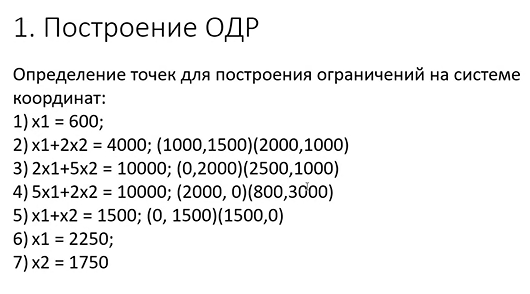 1. Построение ОДР
Определение точек для построения ограничений на системе
координат:
1) x1 = 600;
2) x1+2x2 = 4000; (1000,1500)(2000,1000)
3) 2x1+5x2 = 10000; (0,2000)(2500,1000)
4) 5x1+2x2 = 10000; (2000, 0)(800,3000)
5) x1+x2 = 1500; (0, 1500)(1500,0)
6) x1 = 2250;
7) x2 = 1750